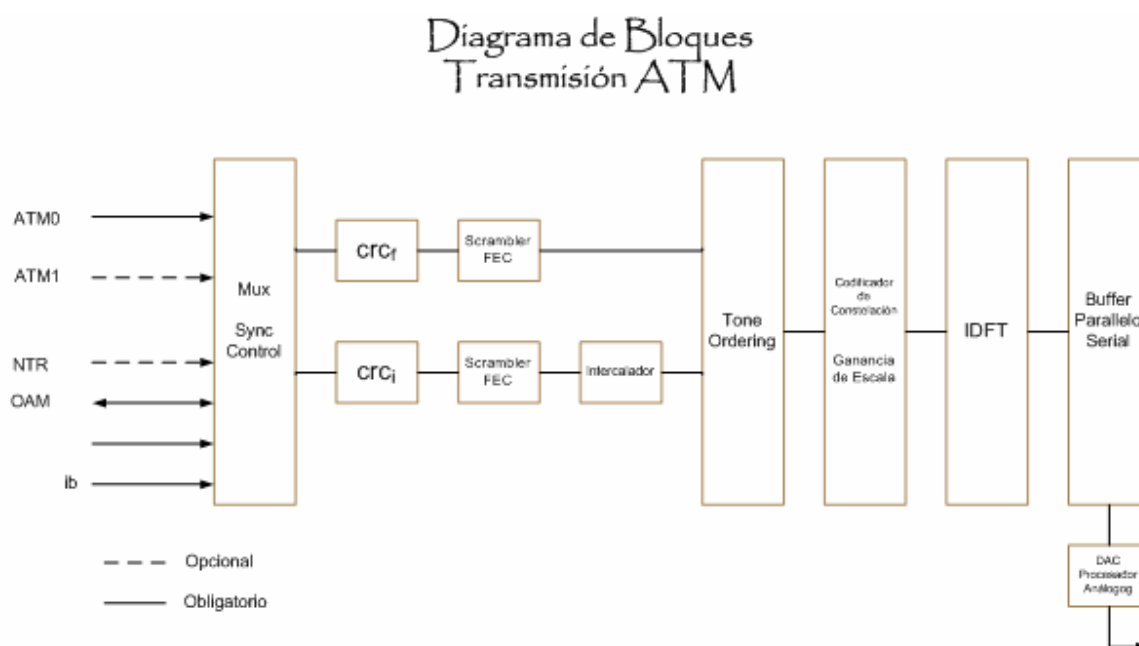 Diagrama de Bloques
Transmisión ATM
ATM0
ATM1
NTR
OAM
ib
Mux
Sync
Control
crcf
Scrambler
FEC
crci
Scrambler
FEC
Intercalador
Tone
Ordering
Codificador
de
Constelación
Ganancia
de Escala
IDFT
Buffer
Parallelo
Serial
DAC
Procesador
Análogog
Opcional
Obligatorio